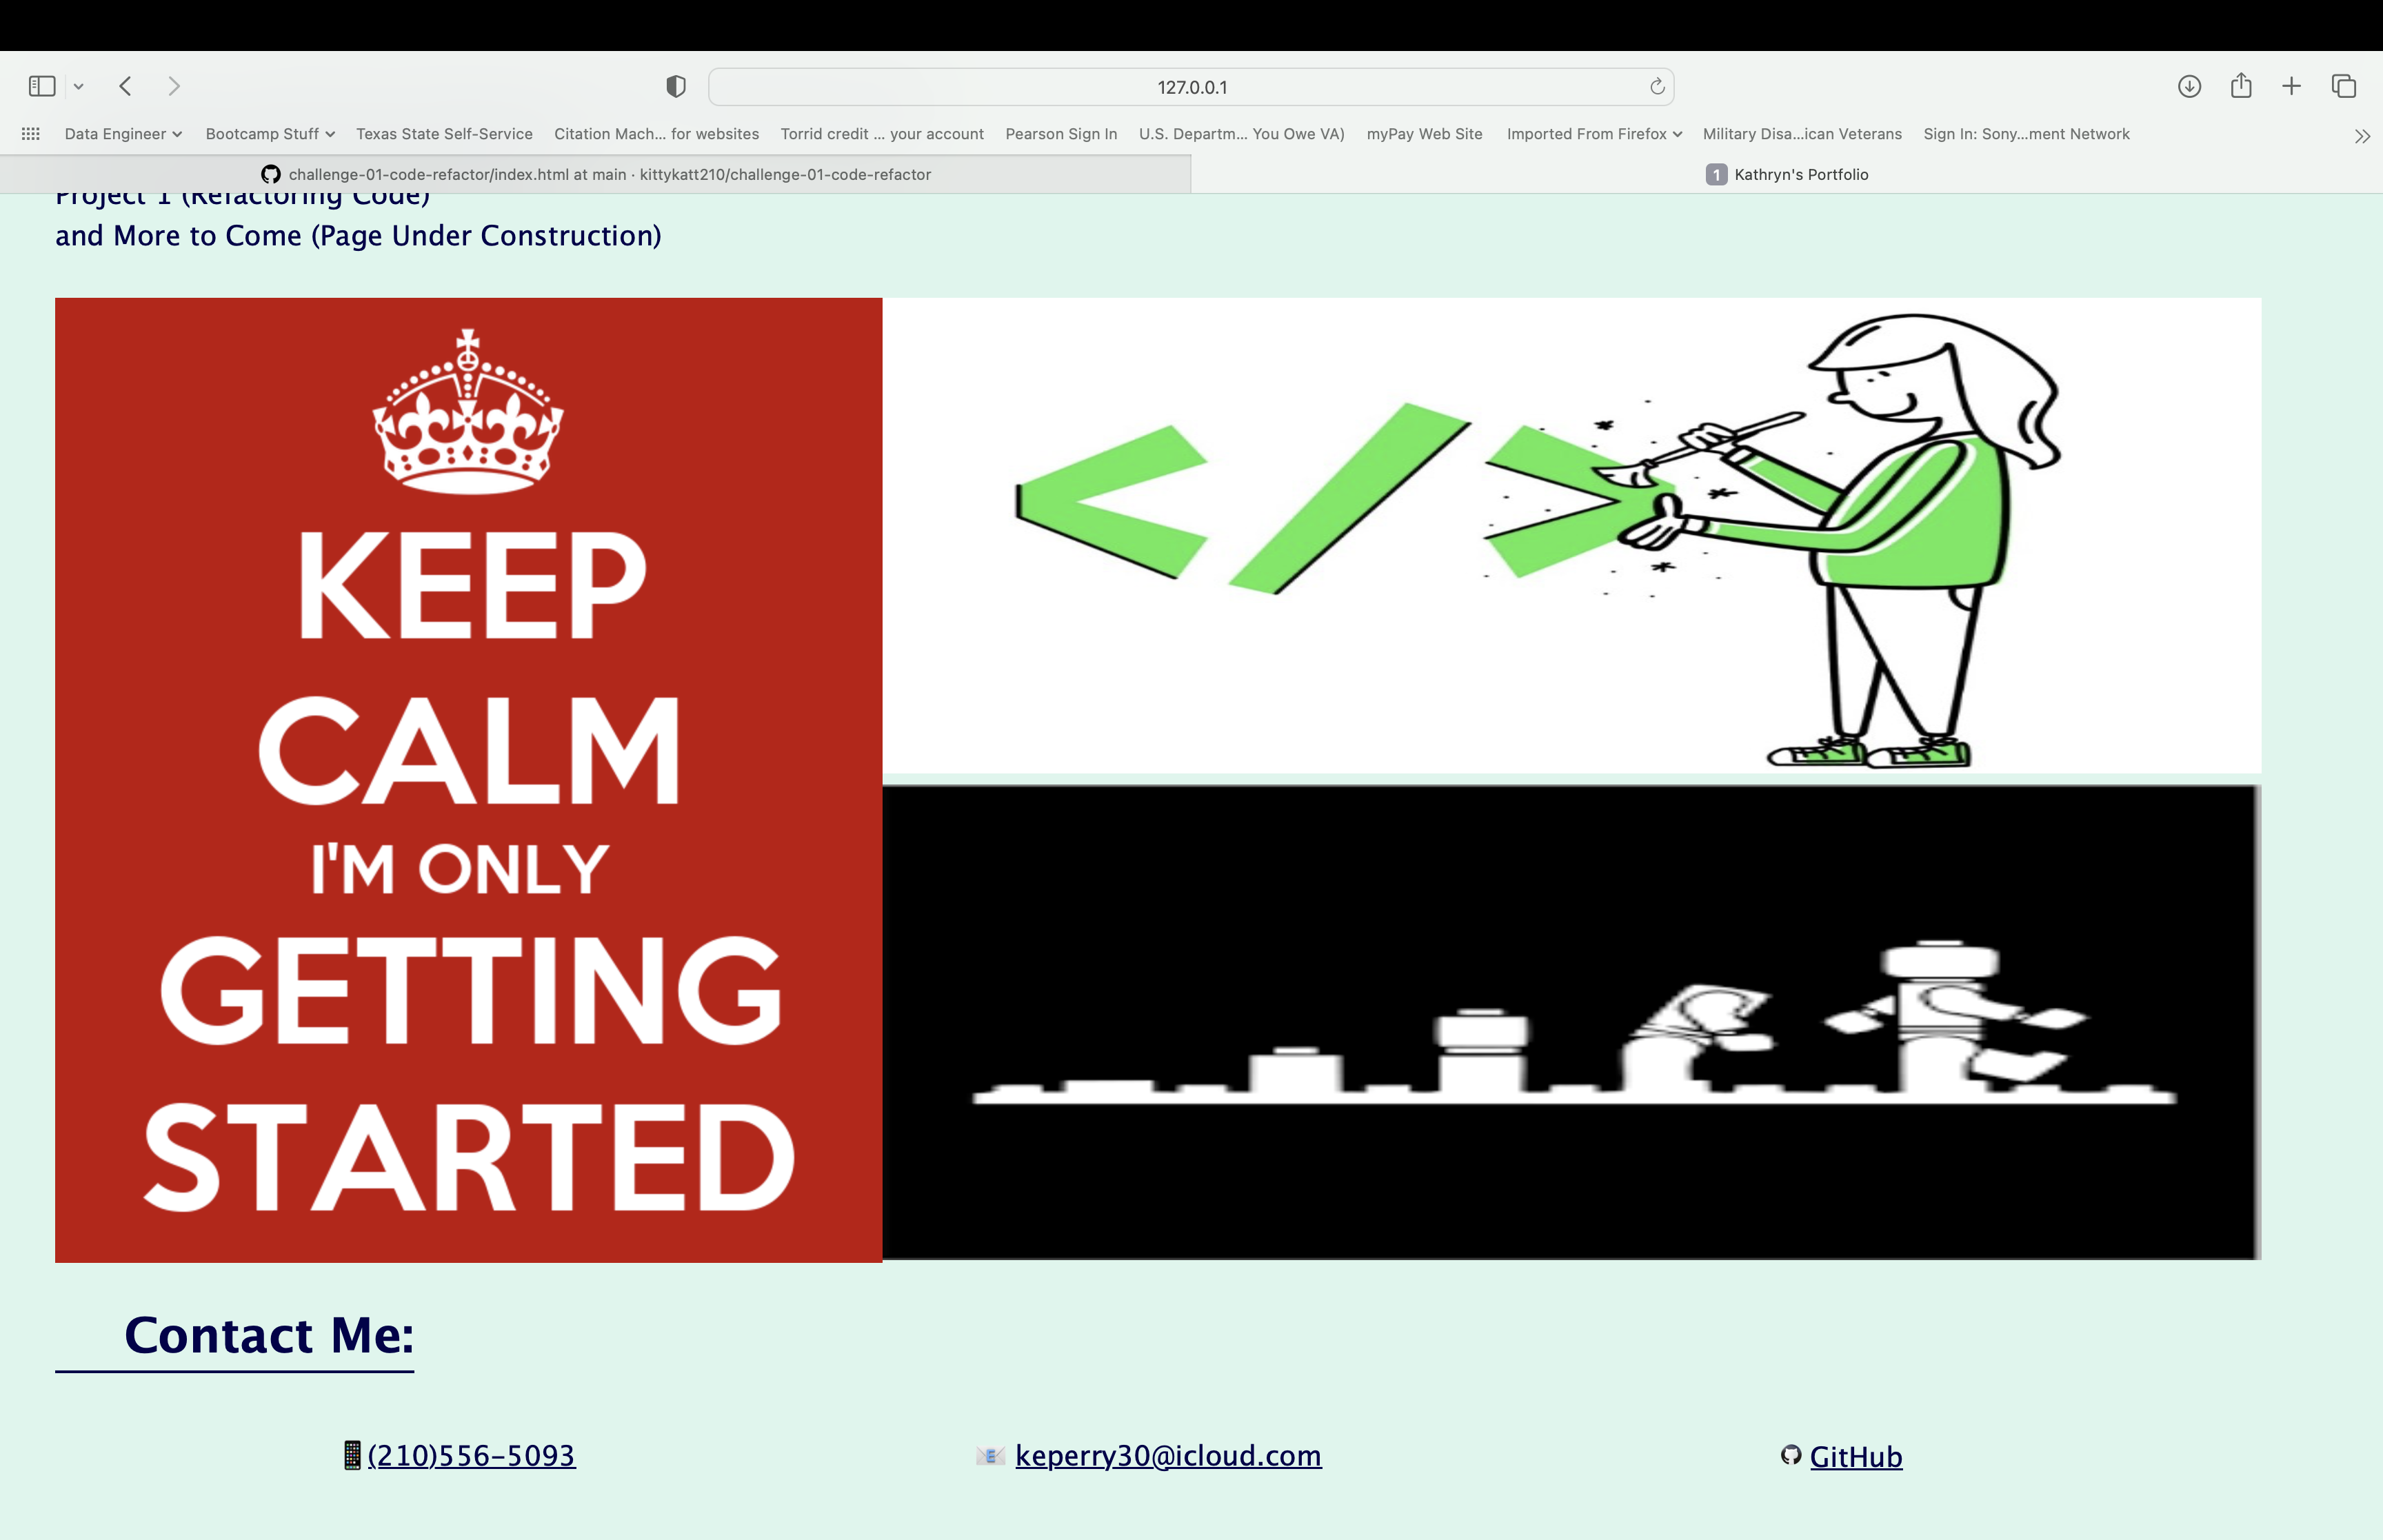 127.0.0.1
Data Engineer
Bootcamp Stuff
Texas State Self-Service
Citation Mach... for websites
Torrid credit ... your account
Pearson Sign In
U.S. Departm... You Owe VA)
myPay Web Site
Imported From Firefox
Military Disa...ican Veterans
Sign In: Sony...ment Network
challenge-01-code-refactor/index.html at main · kittykatt210/challenge-01-code-refactor
1 Kathryn's Portfolio
Project 1 (Refactoring Code)
and More to Come (Page Under Construction)
KEEP
CALM
I'M ONLY
GETTING
STARTED
</>
Contact Me:
(210)556-5093
keperry30@icloud.com
GitHub